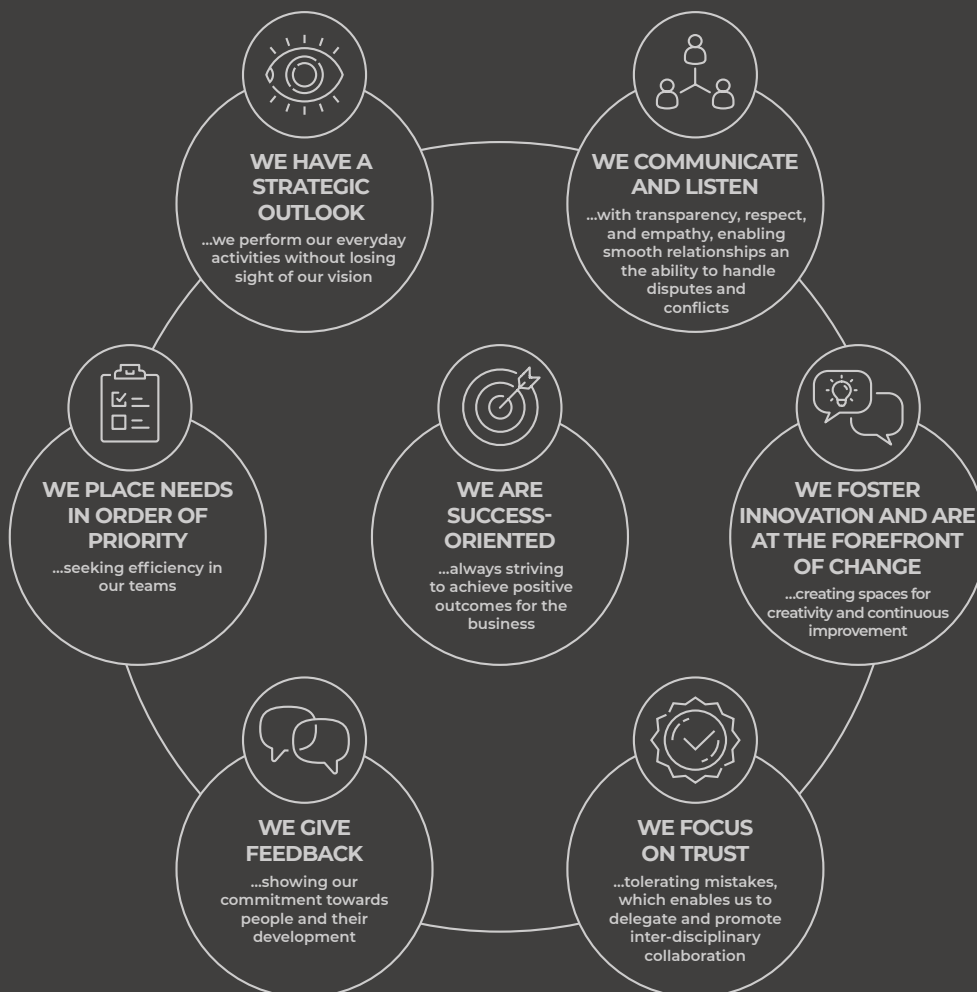 WE HAVE A
STRATEGIC
OUTLOOK
...we perform our everyday
activities without losing
sight of our vision
WE COMMUNICATE
AND LISTEN
...with transparency, respect,
and empathy, enabling
smooth relationships an
the ability to handle
disputes and
conflicts
WE PLACE NEEDS
IN ORDER OF
PRIORITY
...seeking efficiency in
our teams
WE ARE
SUCCESS-
ORIENTED
...always striving
to achieve positive
outcomes for the
business
WE FOSTER
INNOVATION AND ARE
AT THE FOREFRONT
OF CHANGE
...creating spaces for
creativity and continuous
improvement
WE GIVE
FEEDBACK
...showing our
commitment towards
people and their
development
WE FOCUS
ON TRUST
...tolerating mistakes,
which enables us to
delegate and promote
inter-disciplinary
collaboration